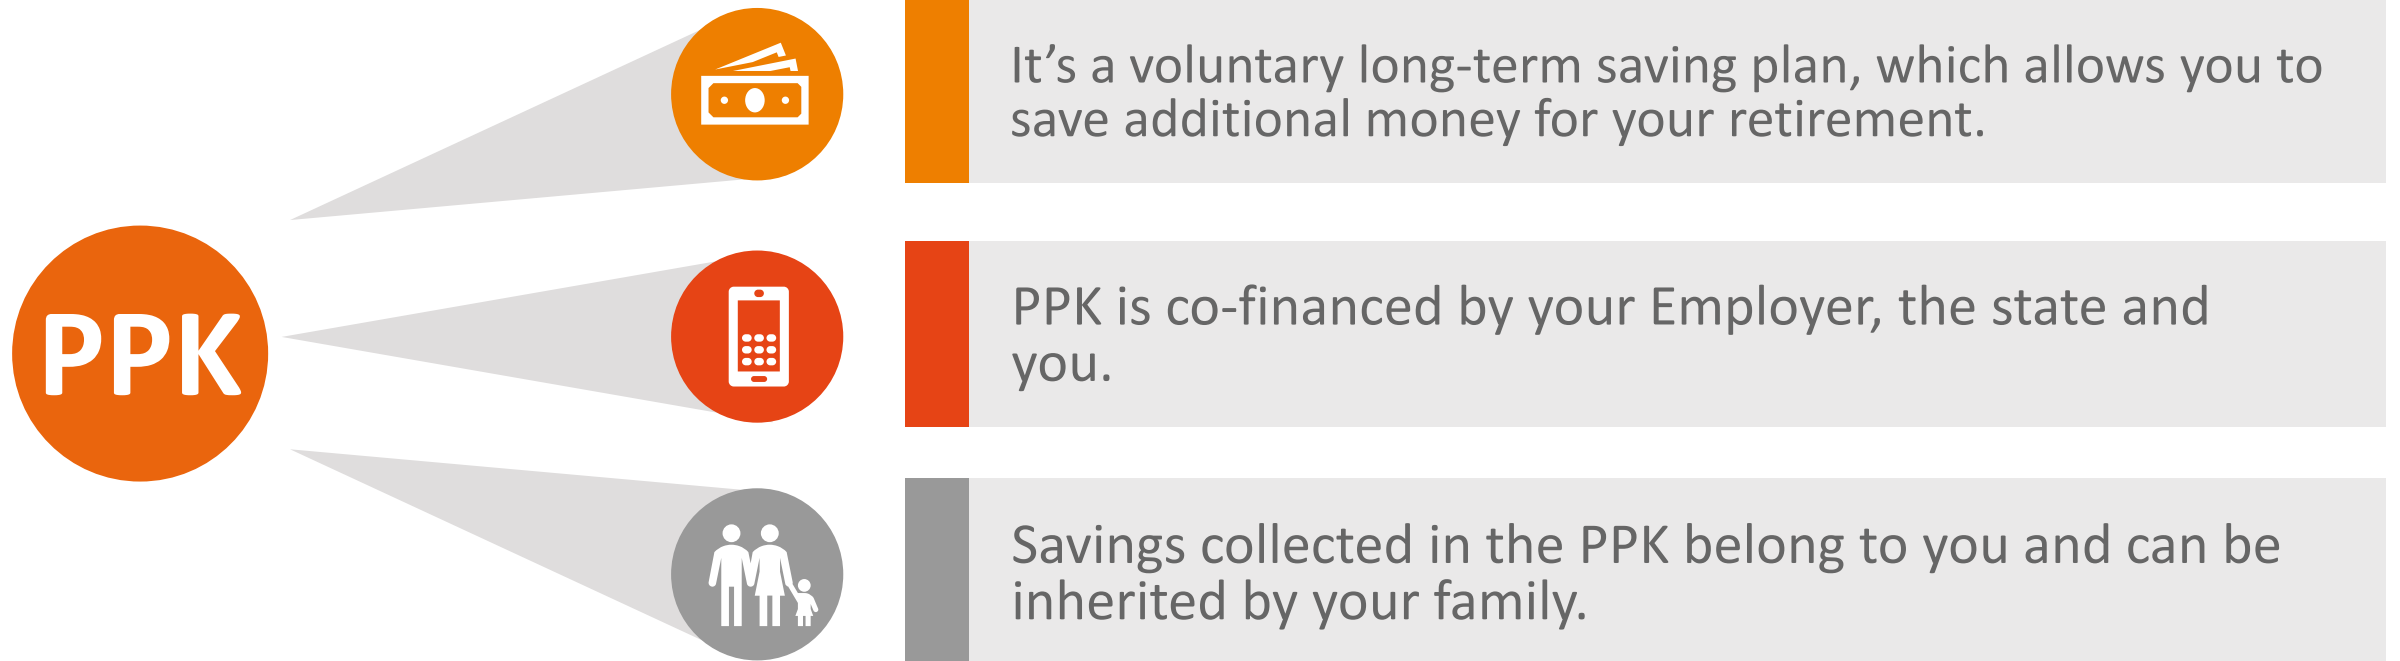 PPK
It’s a voluntary long-term saving plan, which allows you to
save additional money for your retirement.
PPK is co-financed by your Employer, the state and
you.
Savings collected in the PPK belong to you and can be
inherited by your family.